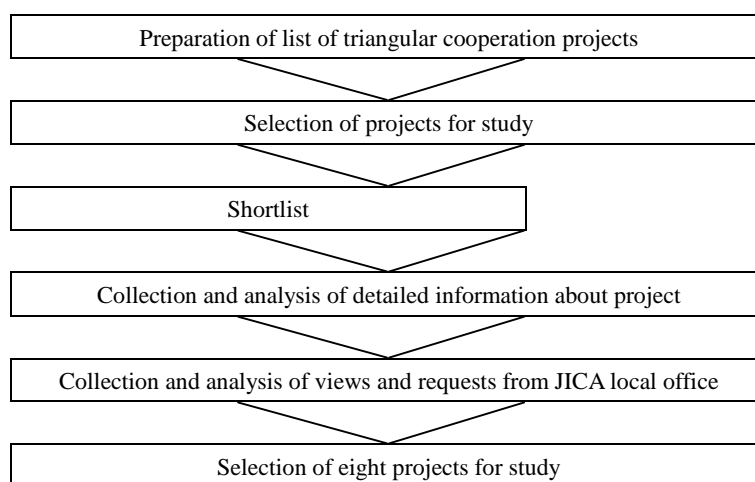 Preparation of list of triangular cooperation projects
Selection of projects for study
Shortlist
Collection and analysis of detailed information about project
Collection and analysis of views and requests from JICA local office
Selection of eight projects for study